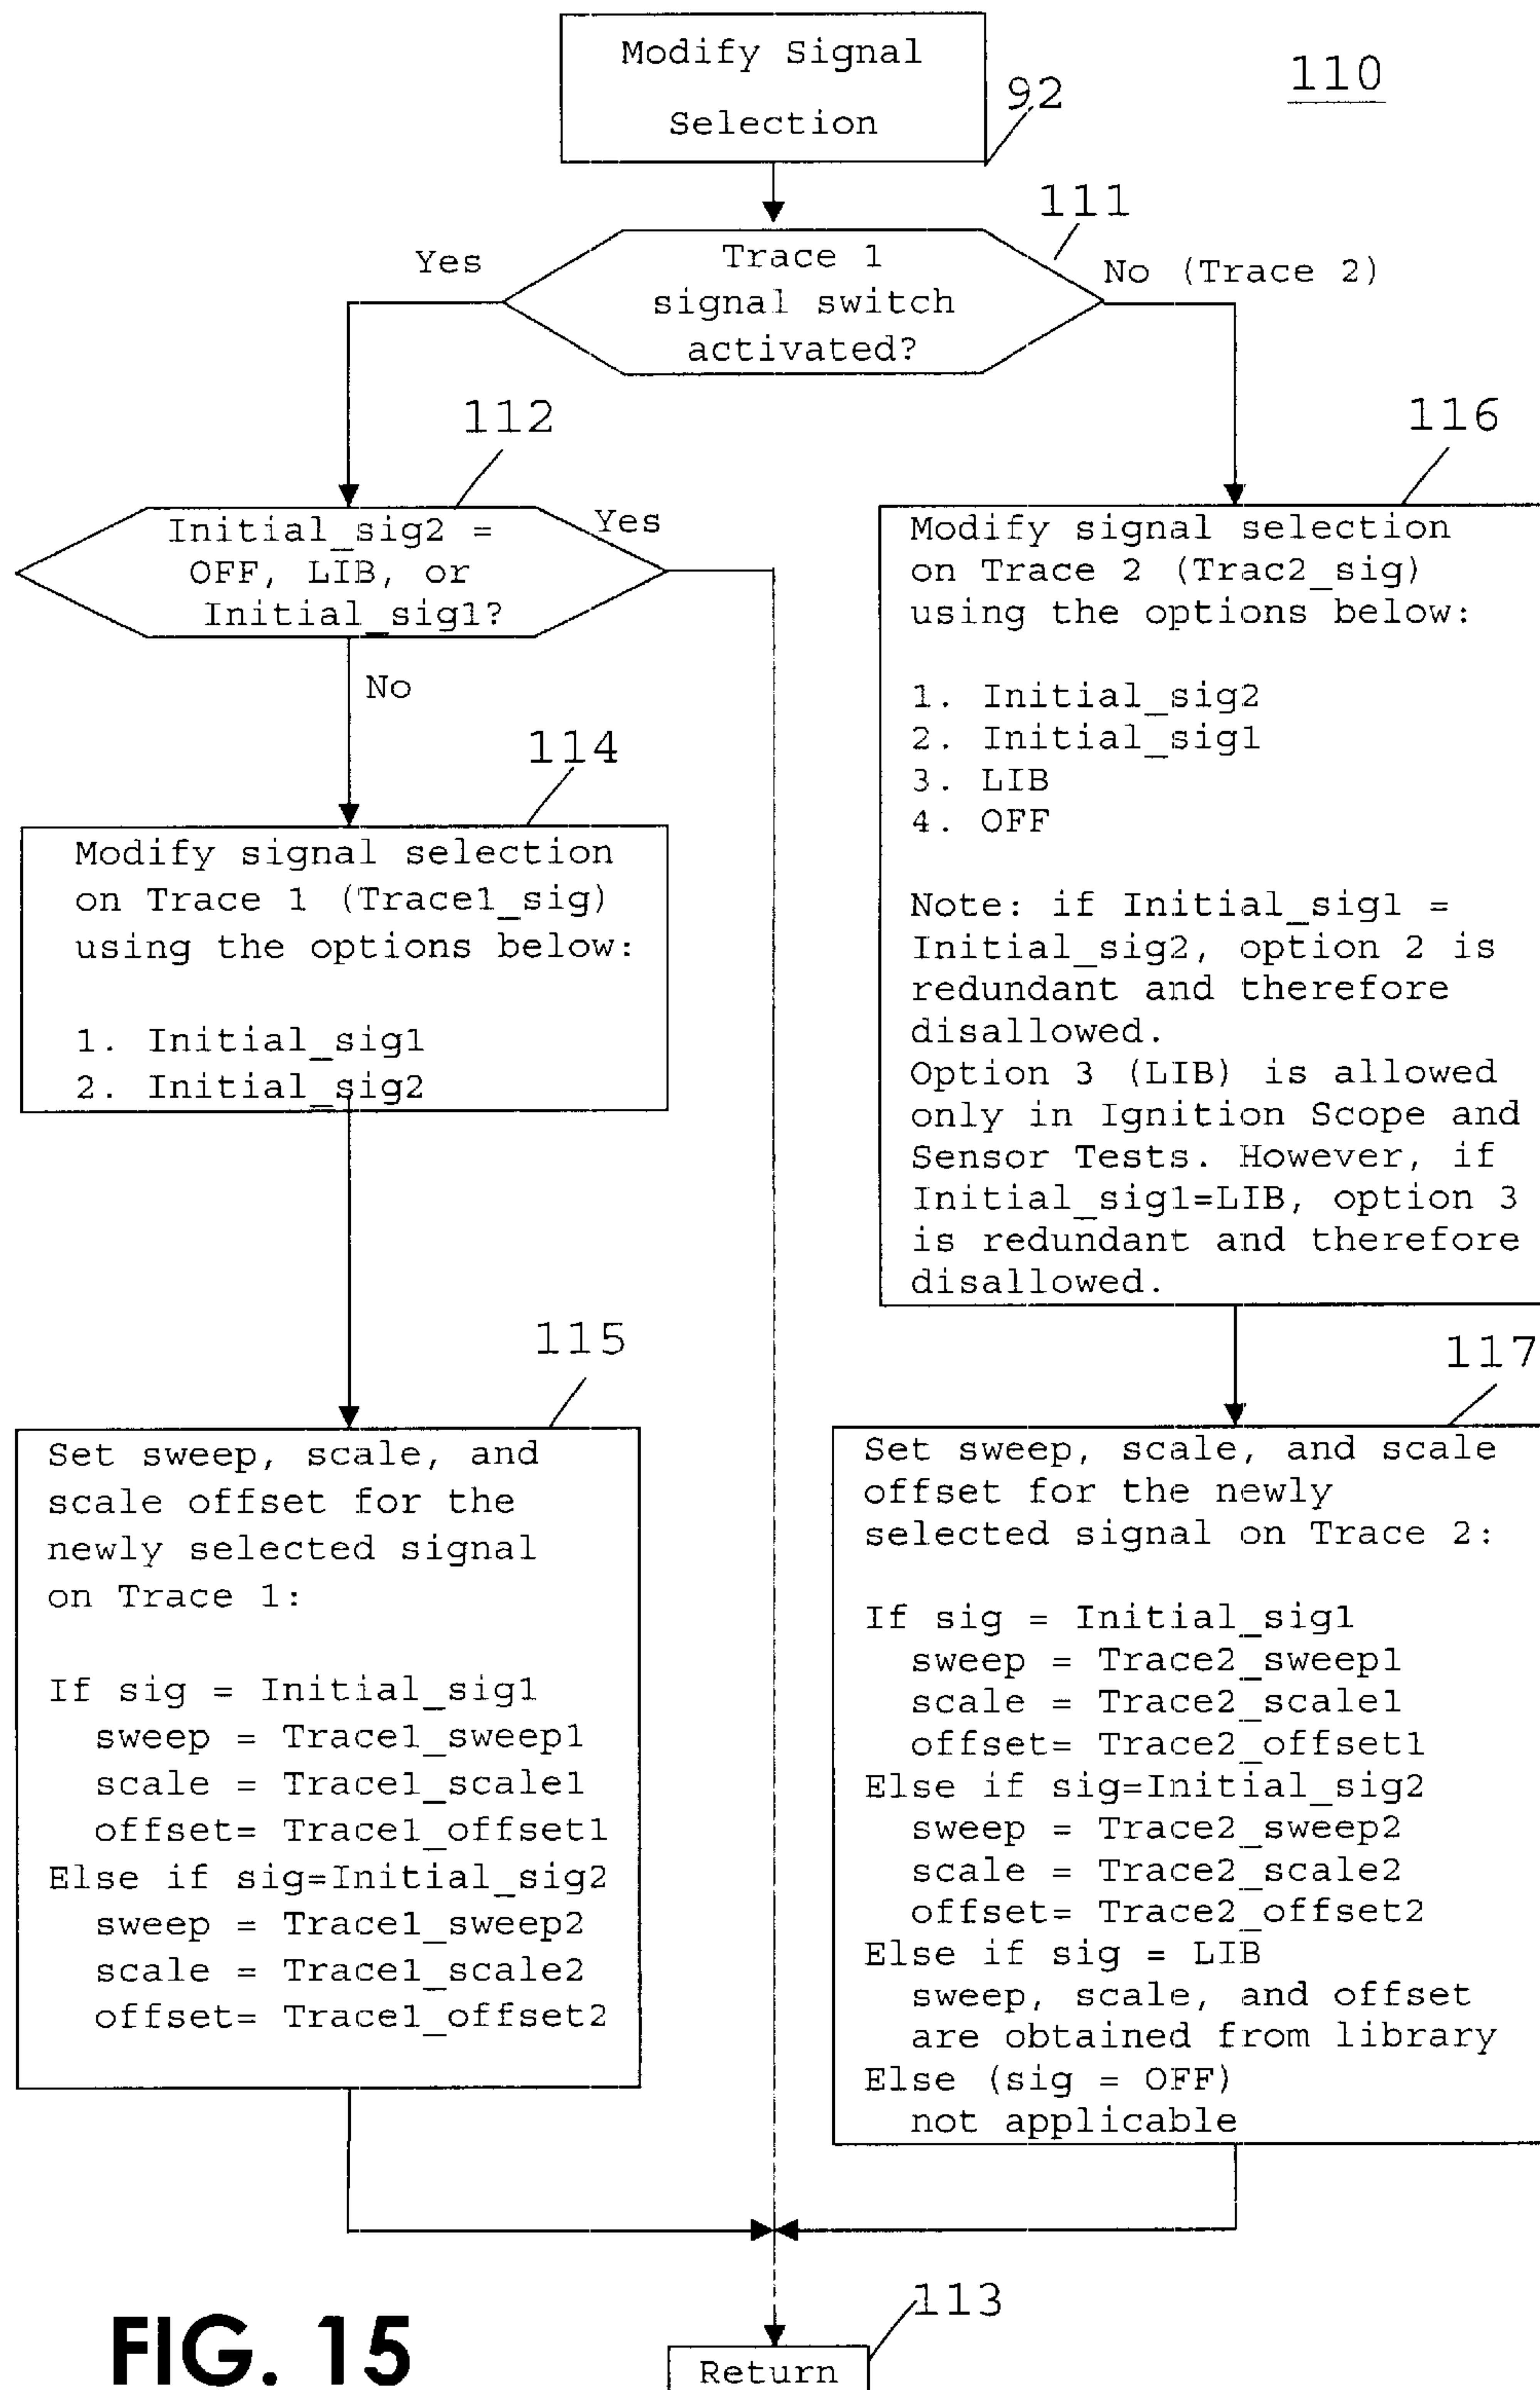 Modify Signal
Selection
92
110
111
Yes
Trace 1
signal switch
activated?
No (Trace 2)
112
Initial_sig2 =
OFF, LIB, or
Initial_sig1?
Yes
No
114
Modify signal selection
on Trace 1 (Trace1_sig)
using the options below:
1. Initial_sig1
2. Initial_sig2
115
Set sweep, scale, and
scale offset for the
newly selected signal
on Trace 1:
If sig = Initial_sig1
sweep = Trace1_sweep1
scale = Trace1_scale1
offset= Trace1_offset1
Else if sig=Initial_sig2
sweep = Trace1_sweep2
scale = Trace1_scale2
offset= Trace1_offset2
116
Modify signal selection
on Trace 2 (Trac2_sig)
using the options below:
1. Initial_sig2
2. Initial_sig1
3. LIB
4. OFF
Note: if Initial_sig1 =
Initial_sig2, option 2 is
redundant and therefore
disallowed.
Option 3 (LIB) is allowed
only in Ignition Scope and
Sensor Tests. However, if
Initial_sig1=LIB, option 3
is redundant and therefore
disallowed.
117
Set sweep, scale, and scale
offset for the newly
selected signal on Trace 2:
If sig = Initial_sig1
sweep = Trace2_sweep1
scale = Trace2_scale1
offset= Trace2_offset1
Else if sig=Initial_sig2
sweep = Trace2_sweep2
scale = Trace2_scale2
offset= Trace2_offset2
Else if sig = LIB
sweep, scale, and offset
are obtained from library
Else (sig = OFF)
not applicable
113
Return
FIG. 15